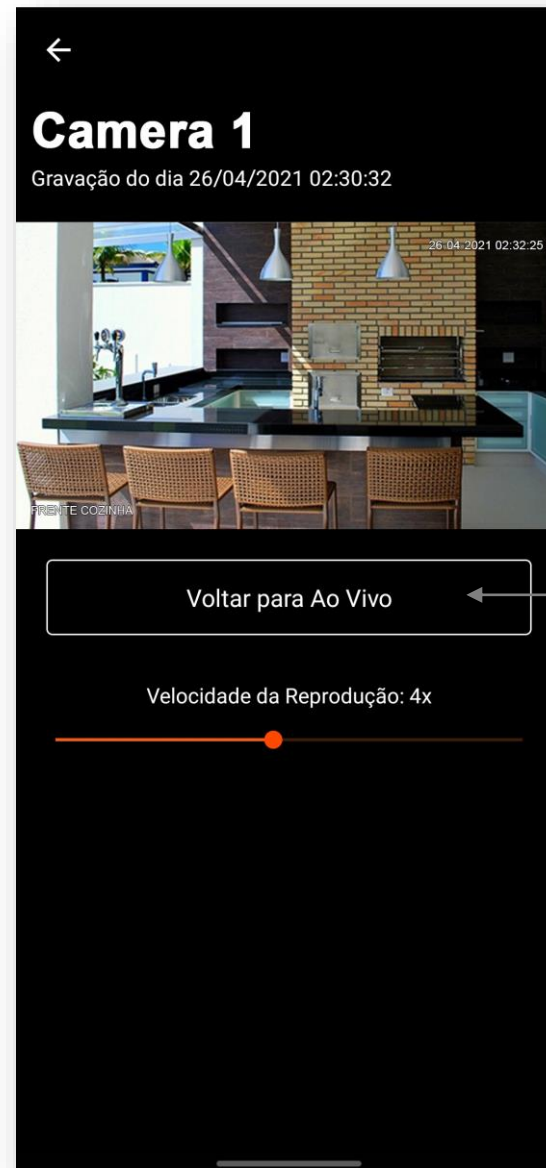 Camera 1
Gravação do dia 26/04/2021 02:30:32
26-04-2021 02:32:25
FRENTE COZINHA
Voltar para Ao Vivo
Velocidade da Reprodução: 4x